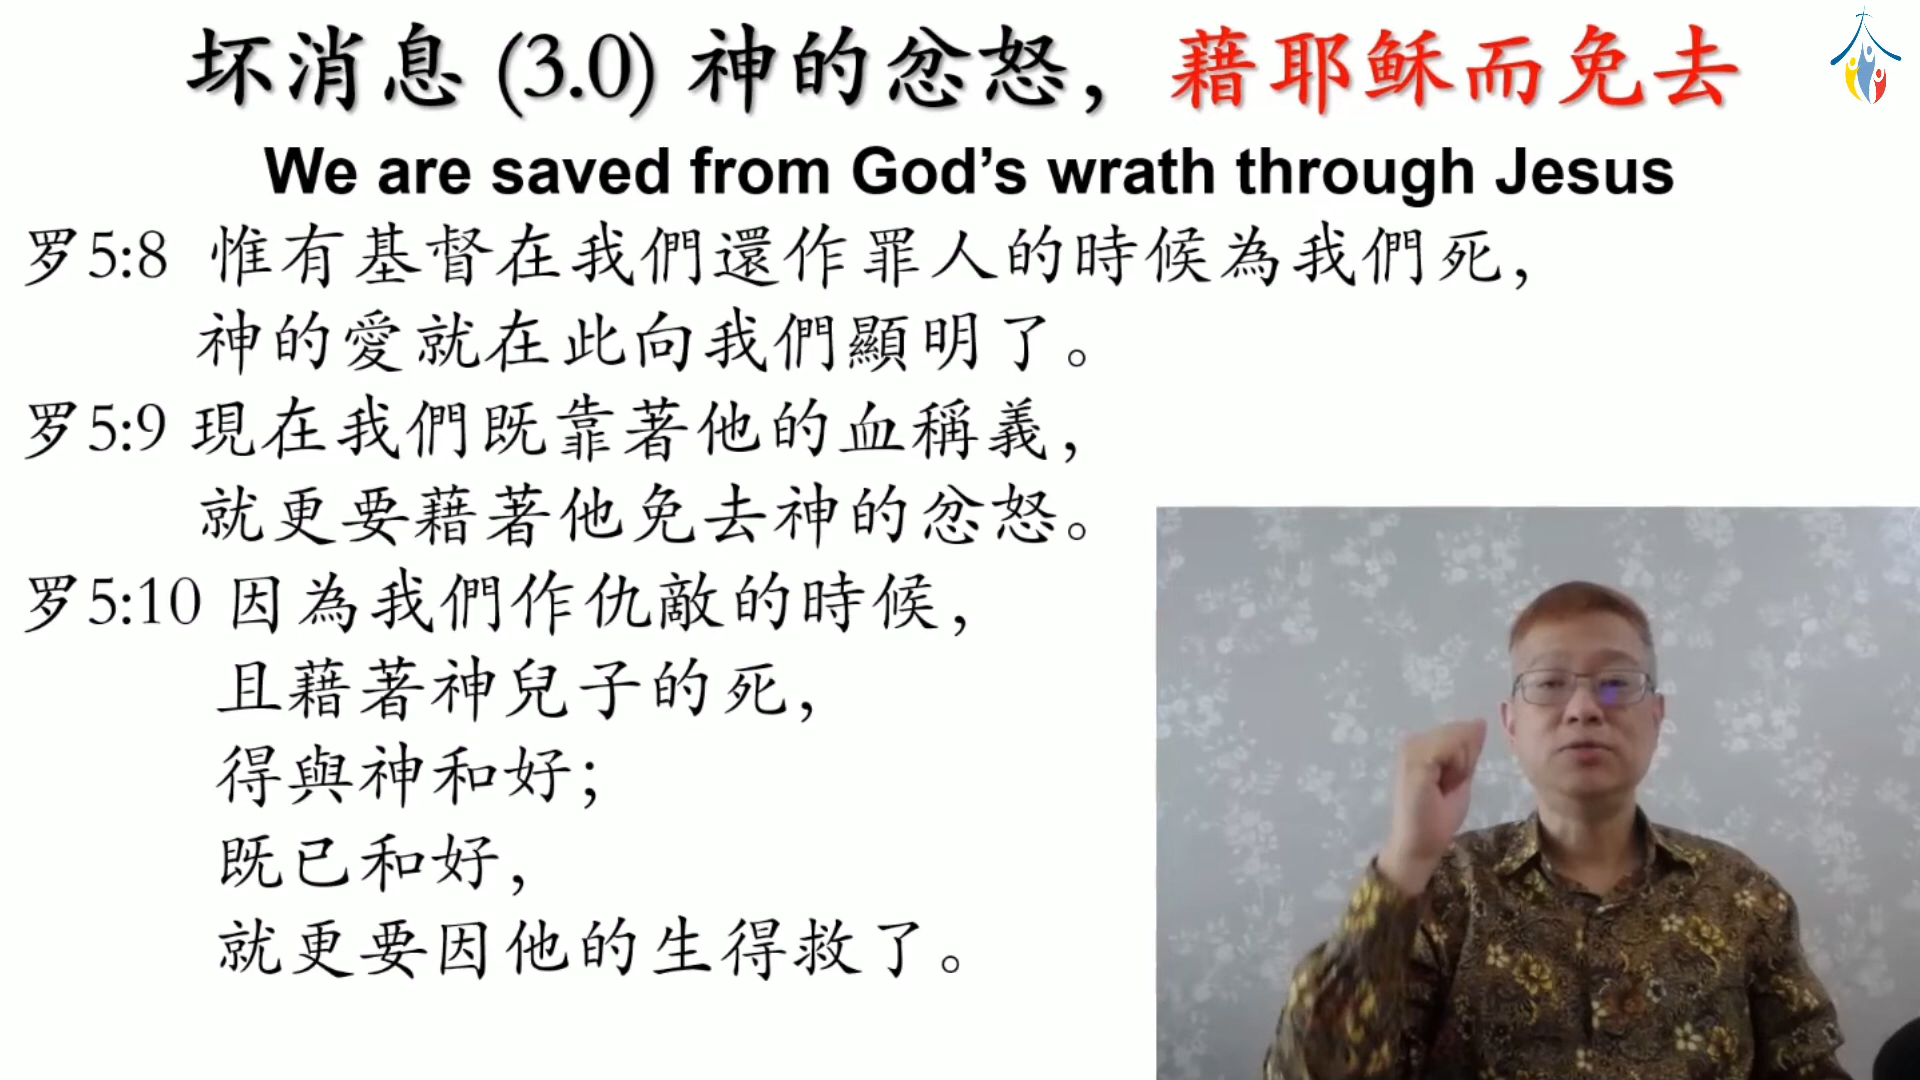 坏消息 (3.0) 神的忿怒，藉耶稣而免去
We are saved from God’s wrath through Jesus
罗5:8 惟有基督在我們還作罪人的時候為我們死，
神的愛就在此向我們顯明了。
罗5:9 現在我們既靠著他的血稱義，
就更要藉著他免去神的忿怒。
罗5:10 因為我們作仇敵的時候，
且藉著神兒子的死，
得與神和好；
既已和好，
就更要因他的生得救了。